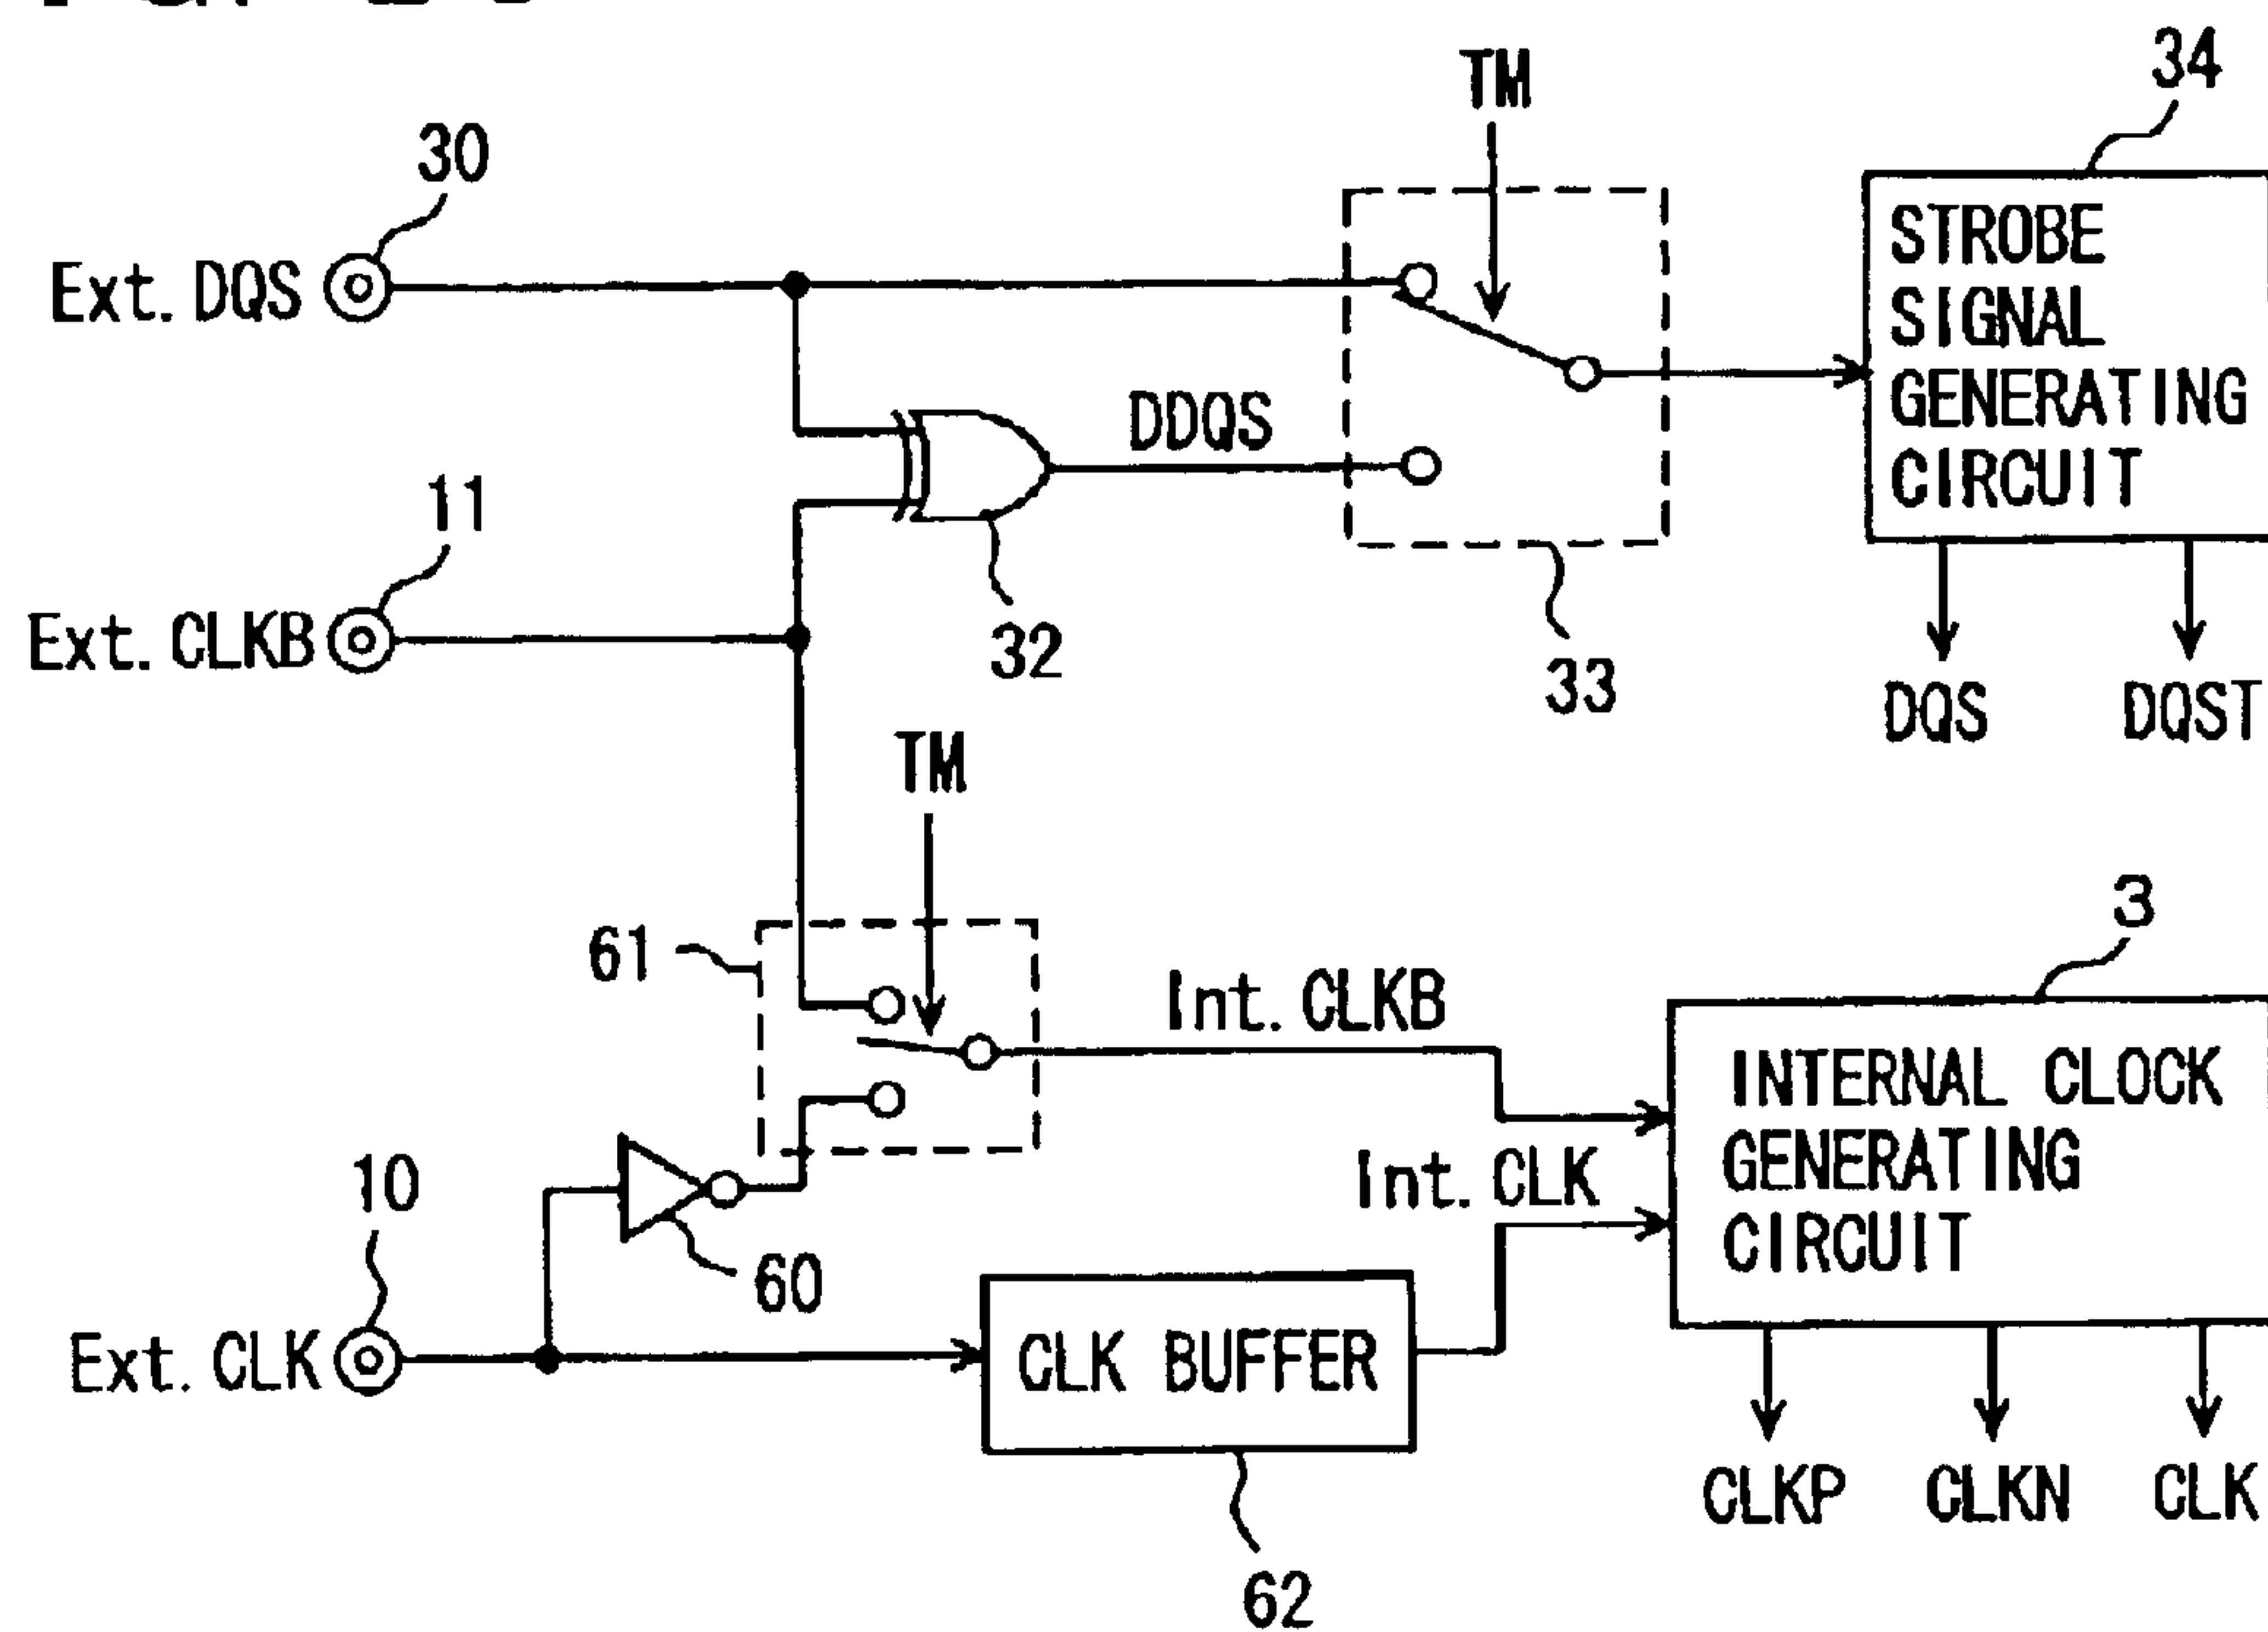 TM
34
30
Ext. DQS
STROBE
SIGNAL
GENERATING
CIRCUIT
DDQS
11
Ext. CLKB
32
33
DQS
DQST
TM
61
3
Int. CLKB
INTERNAL CLOCK
GENERATING
CIRCUIT
10
Int. CLK
60
Ext. CLK
CLK BUFFER
CLKP
CLKN
CLK
62